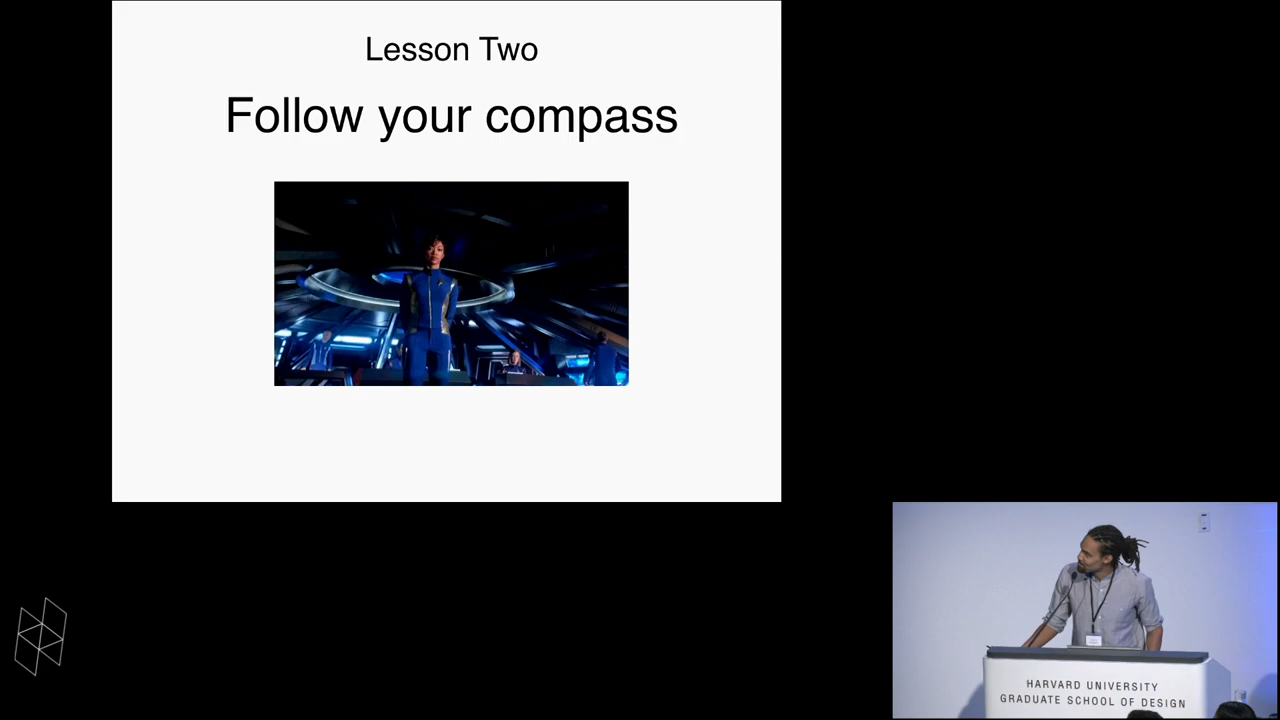 Lesson Two
Follow your compass
HARVARD UNIVERSITY
GRADUATE SCHOOL OF DESIGN